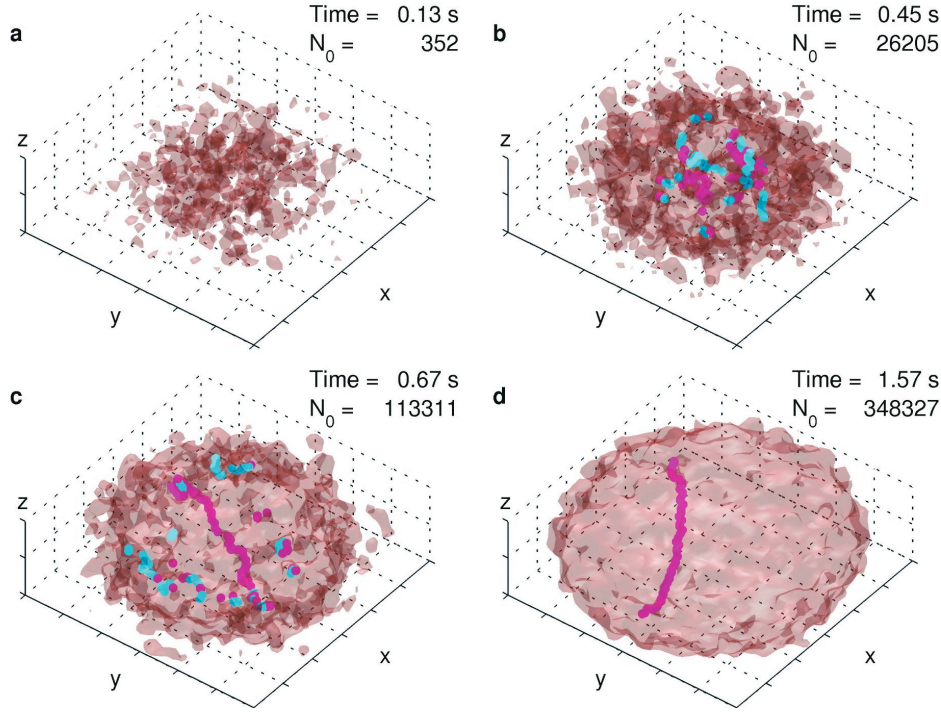 a
Time = 0.13 s
N0 = 352
z
y
x
b
Time = 0.45 s
N0 = 26205
z
y
x
c
Time = 0.67 s
N0 = 113311
z
y
x
d
Time = 1.57 s
N0 = 348327
z
y
x